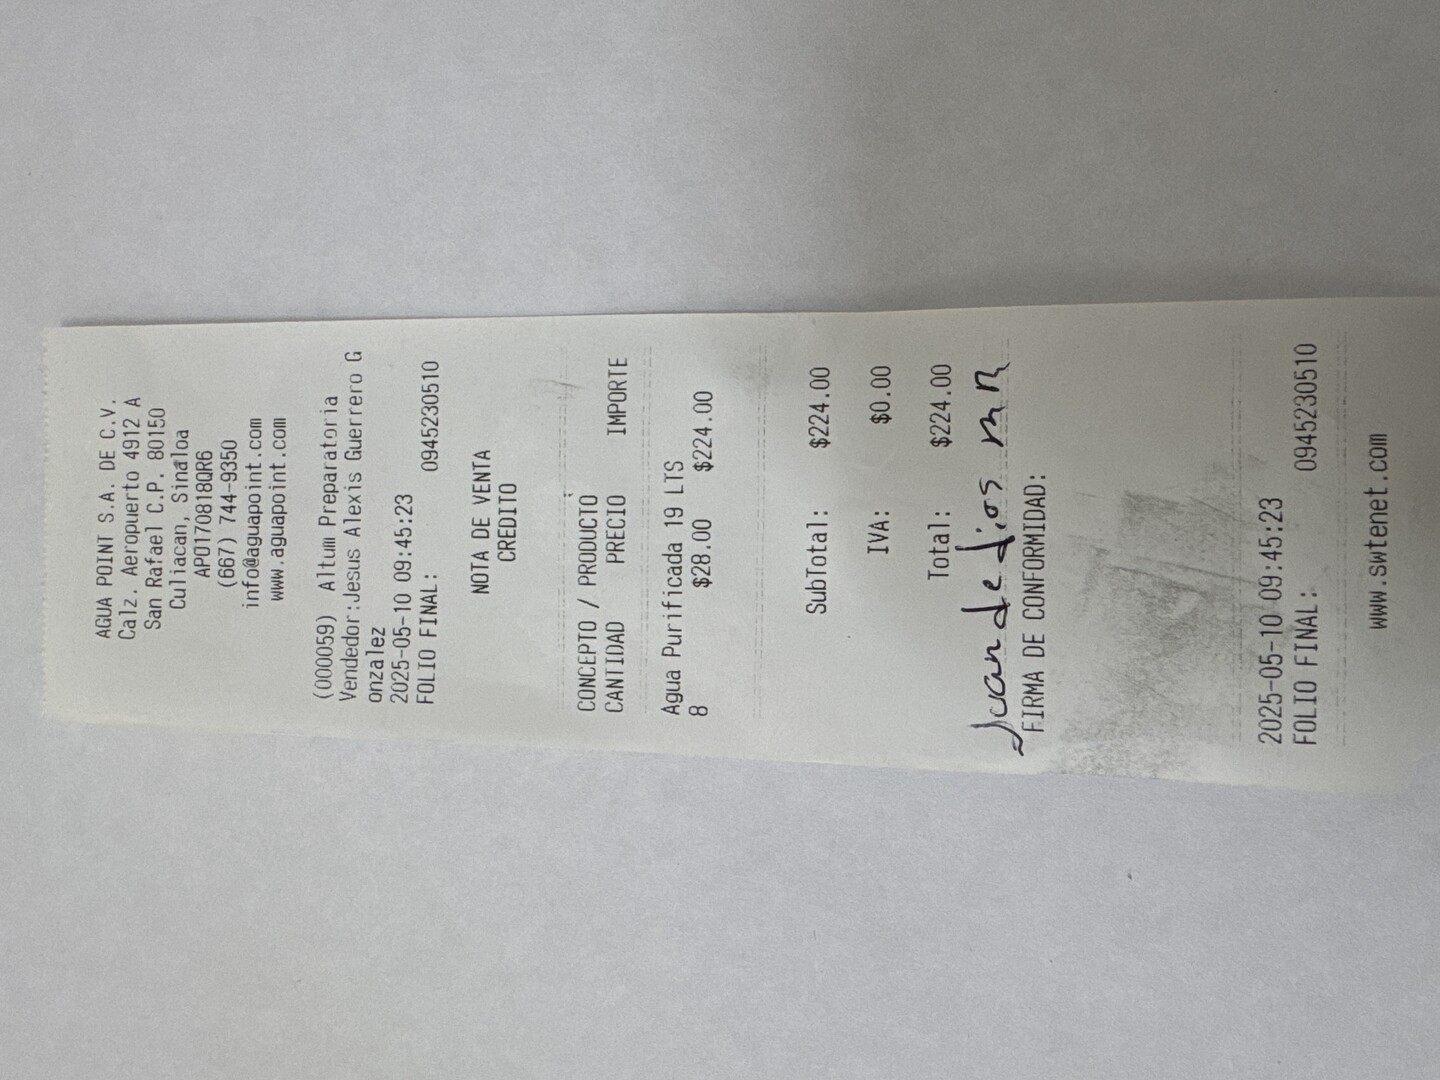 AGUA POINT S.A. DE C.V.
Calz. Aeropuerto 4912 A
San Rafael C.P. 80150
Culiacan, Sinaloa
APO170818QR6
(667) 744-9350
info@aguapoint.com
www.aguapoint.com
(000059) Altum Preparatoria
Vendedor:Jesus Alexis Guerrero G
onzalez
2025-05-10 09:45:23
FOLIO FINAL: 0945230510
NOTA DE VENTA
CREDITO
CONCEPTO / PRODUCTO
CANTIDAD PRECIO IMPORTE
Agua Purificada 19 LTS
8 $28.00 $224.00
SubTotal: $224.00
IVA: $0.00
Total: $224.00
Juan de dios m R
FIRMA DE CONFORMIDAD:
2025-05-10 09:45:23
FOLIO FINAL: 0945230510
www.swtenet.com